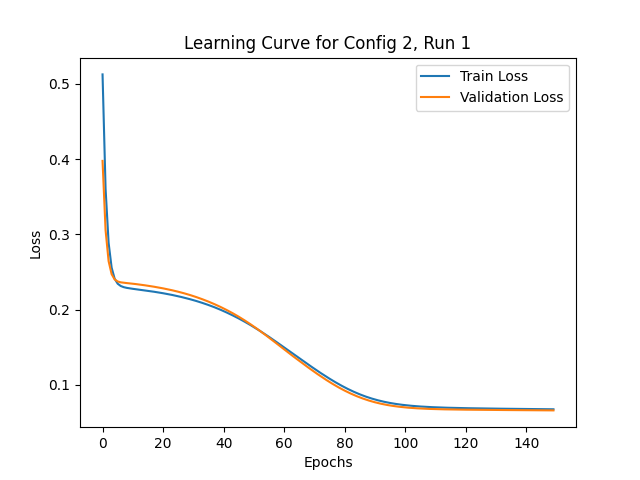 Learning Curve for Config 2, Run 1
Train Loss
Validation Loss
0.5
0.4
0.3
0.2
0.1
Loss
0 20 40 60 80 100 120 140
Epochs